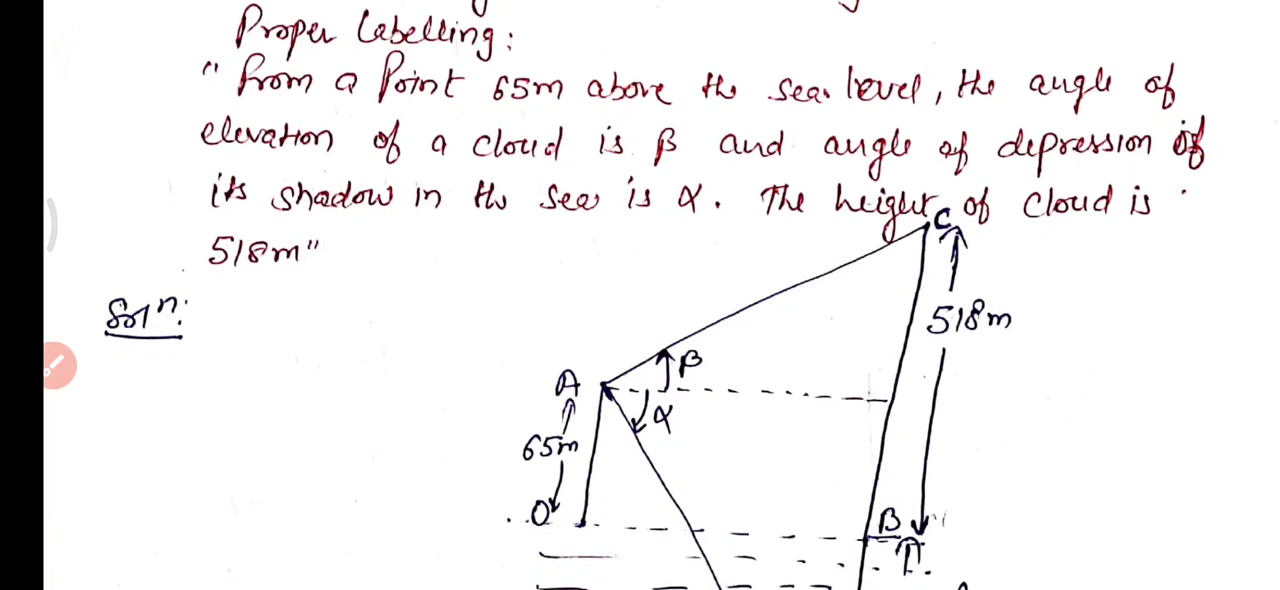 Proper labelling:
" from a Point 65m above the sea level, the angle of
elevation of a cloud is β and angle of depression of
its shadow in the sea is α. The height of cloud is
518m"
Solⁿ:
C
518m
A
β
α
65m
O
B